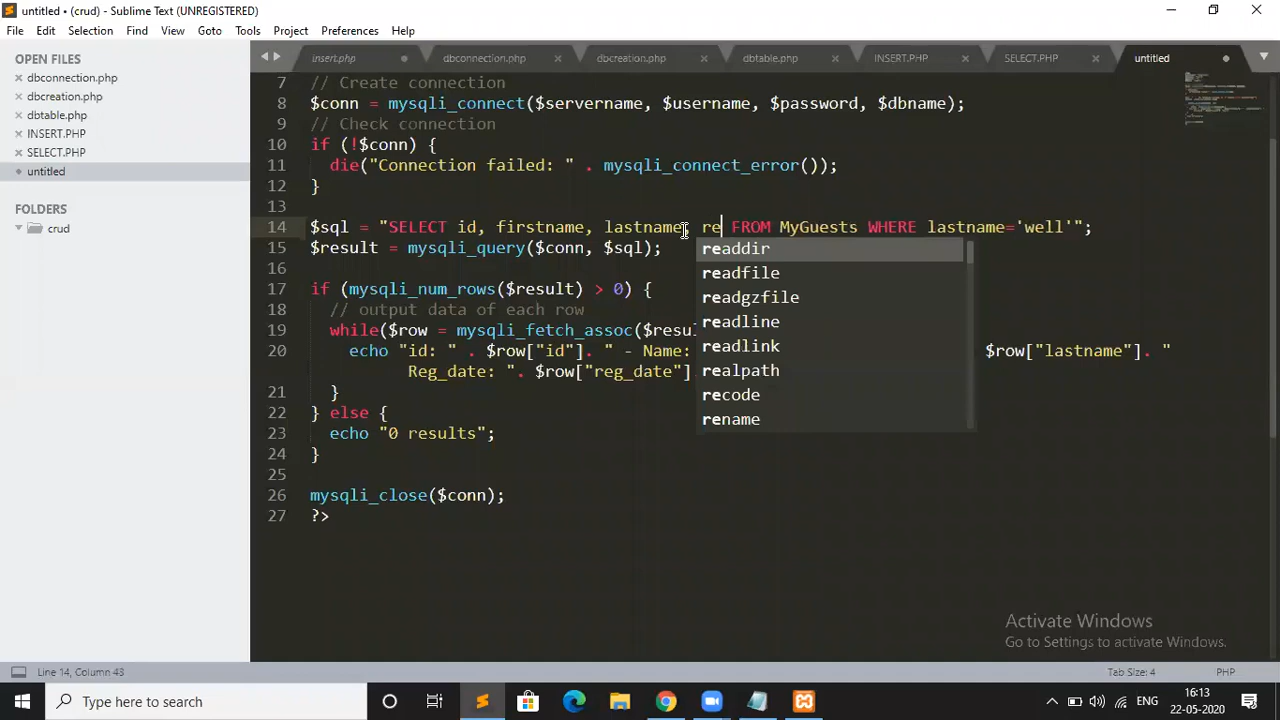 untitled • (crud) - Sublime Text (UNREGISTERED)
File Edit Selection Find View Goto Tools Project Preferences Help
OPEN FILES
dbconnection.php
dbcreation.php
dbtable.php
INSERT.PHP
SELECT.PHP
untitled
FOLDERS
crud
insert.php dbconnection.php dbcreation.php dbtable.php INSERT.PHP SELECT.PHP untitled
7 // Create connection
8 $conn = mysqli_connect($servername, $username, $password, $dbname);
9 // Check connection
10 if (!$conn) {
11 die("Connection failed: " . mysqli_connect_error());
12 }
13
14 $sql = "SELECT id, firstname, lastname, re FROM MyGuests WHERE lastname='well'";
15 $result = mysqli_query($conn, $sql);
16
17 if (mysqli_num_rows($result) > 0) {
18 // output data of each row
19 while($row = mysqli_fetch_assoc($resul
20 echo "id: " . $row["id"]. " - Name: $row["lastname"]. "
Reg_date: ". $row["reg_date"].
21 }
22 } else {
23 echo "0 results";
24 }
25
26 mysqli_close($conn);
27 ?>
readdir
readfile
readgzfile
readline
readlink
realpath
recode
rename
Activate Windows
Go to Settings to activate Windows.
Line 14, Column 43
Tab Size: 4 PHP
Type here to search
ENG
16:13
22-05-2020